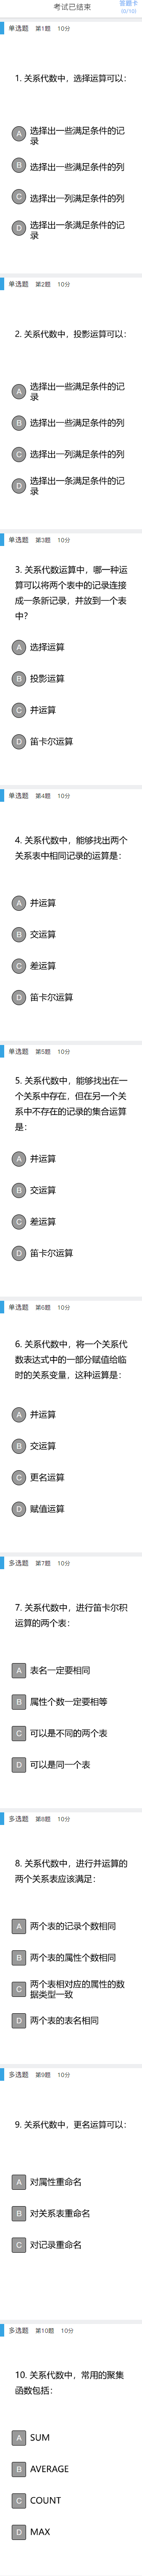 考试已结束
答题卡
(0/10)
单选题 第1题 10分
1. 关系代数中，选择运算可以：
A 选择出一些满足条件的记
录
B 选择出一些满足条件的列
C 选择出一列满足条件的列
D 选择出一条满足条件的记
录
单选题 第2题 10分
2. 关系代数中，投影运算可以：
A 选择出一些满足条件的记
录
B 选择出一些满足条件的列
C 选择出一列满足条件的列
D 选择出一条满足条件的记
录
单选题 第3题 10分
3. 关系代数运算中，哪一种运
算可以将两个表中的记录连接
成一条新记录，并放到一个表
中？
A 选择运算
B 投影运算
C 并运算
D 笛卡尔运算
单选题 第4题 10分
4. 关系代数中，能够找出两个
关系表中相同记录的运算是：
A 并运算
B 交运算
C 差运算
D 笛卡尔运算
单选题 第5题 10分
5. 关系代数中，能够找出在一
个关系中存在，但在另一个关
系中不存在的记录的集合运算
是：
A 并运算
B 交运算
C 差运算
D 笛卡尔运算
单选题 第6题 10分
6. 关系代数中，将一个关系代
数表达式中的一部分赋值给临
时的关系变量，这种运算是：
A 并运算
B 交运算
C 更名运算
D 赋值运算
多选题 第7题 10分
7. 关系代数中，进行笛卡尔积
运算的两个表：
A 表名一定要相同
B 属性个数一定要相等
C 可以是不同的两个表
D 可以是同一个表
多选题 第8题 10分
8. 关系代数中，进行并运算的
两个关系表应该满足：
A 两个表的记录个数相同
B 两个表的属性个数相同
C 两个表相对应的属性的数
据类型一致
D 两个表的表名相同
多选题 第9题 10分
9. 关系代数中，更名运算可以：
A 对属性重命名
B 对关系表重命名
C 对记录重命名
多选题 第10题 10分
10. 关系代数中，常用的聚集
函数包括：
A SUM
B AVERAGE
C COUNT
D MAX